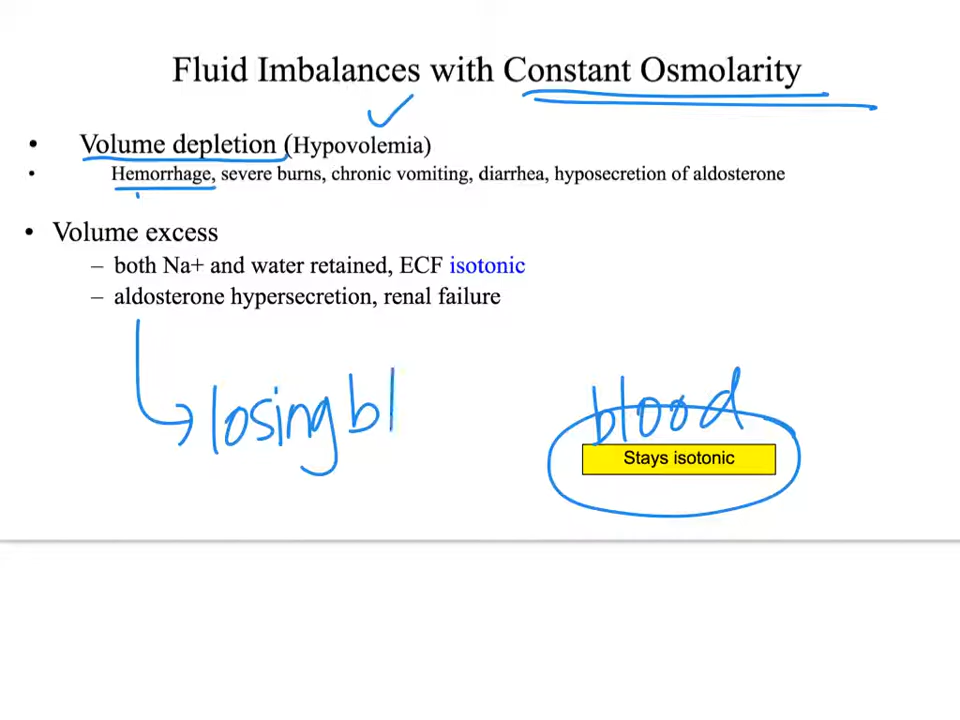 Fluid Imbalances with Constant Osmolarity
• Volume depletion (Hypovolemia)
• Hemorrhage, severe burns, chronic vomiting, diarrhea, hyposecretion of aldosterone
• Volume excess
– both Na+ and water retained, ECF isotonic
– aldosterone hypersecretion, renal failure
losing bl
blood
Stays isotonic